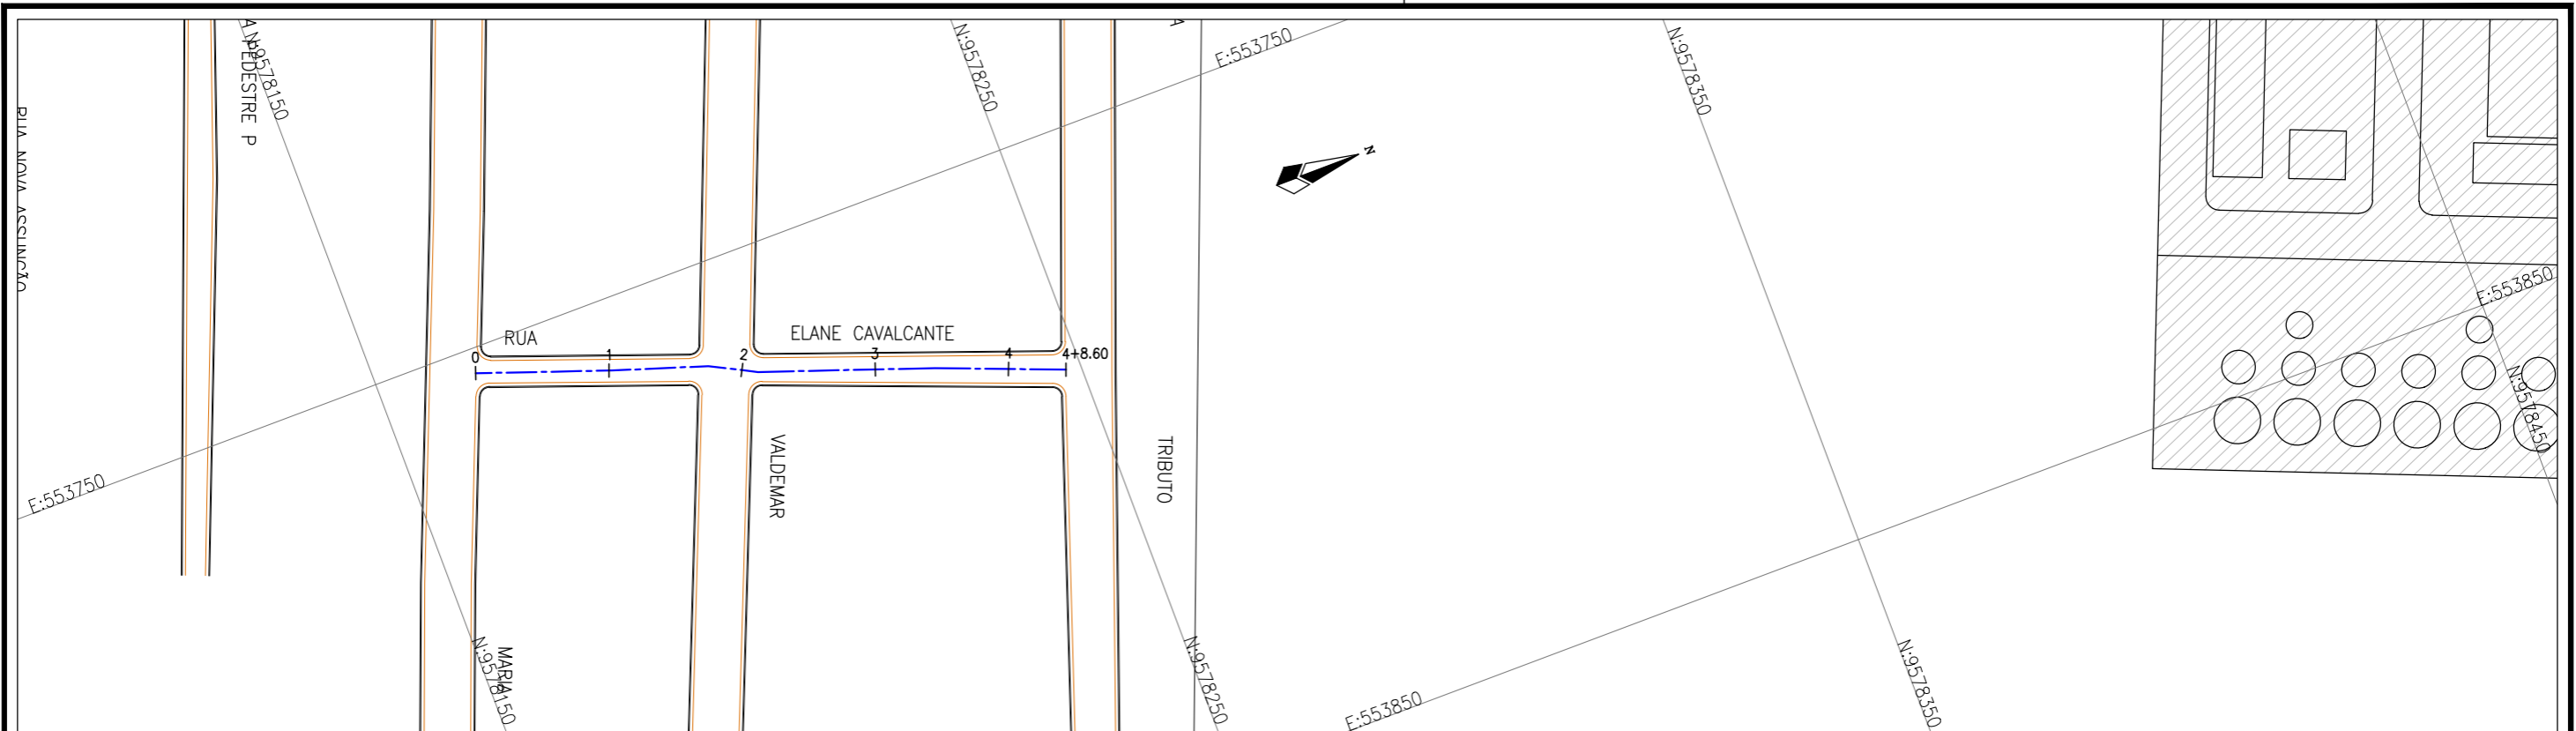 PEDESTRE P
N:9578150
N:9578250
E:553750
N:9578350
RUA NOVA ASSUNÇÃO
N
E:553850
RUA
ELANE CAVALCANTE
0
1
2
3
4
4+8.60
N:9578450
VALDEMAR
TRIBUTO
E:553750
MARIA
N:9578150
N:9578250
E:553850
N:9578350